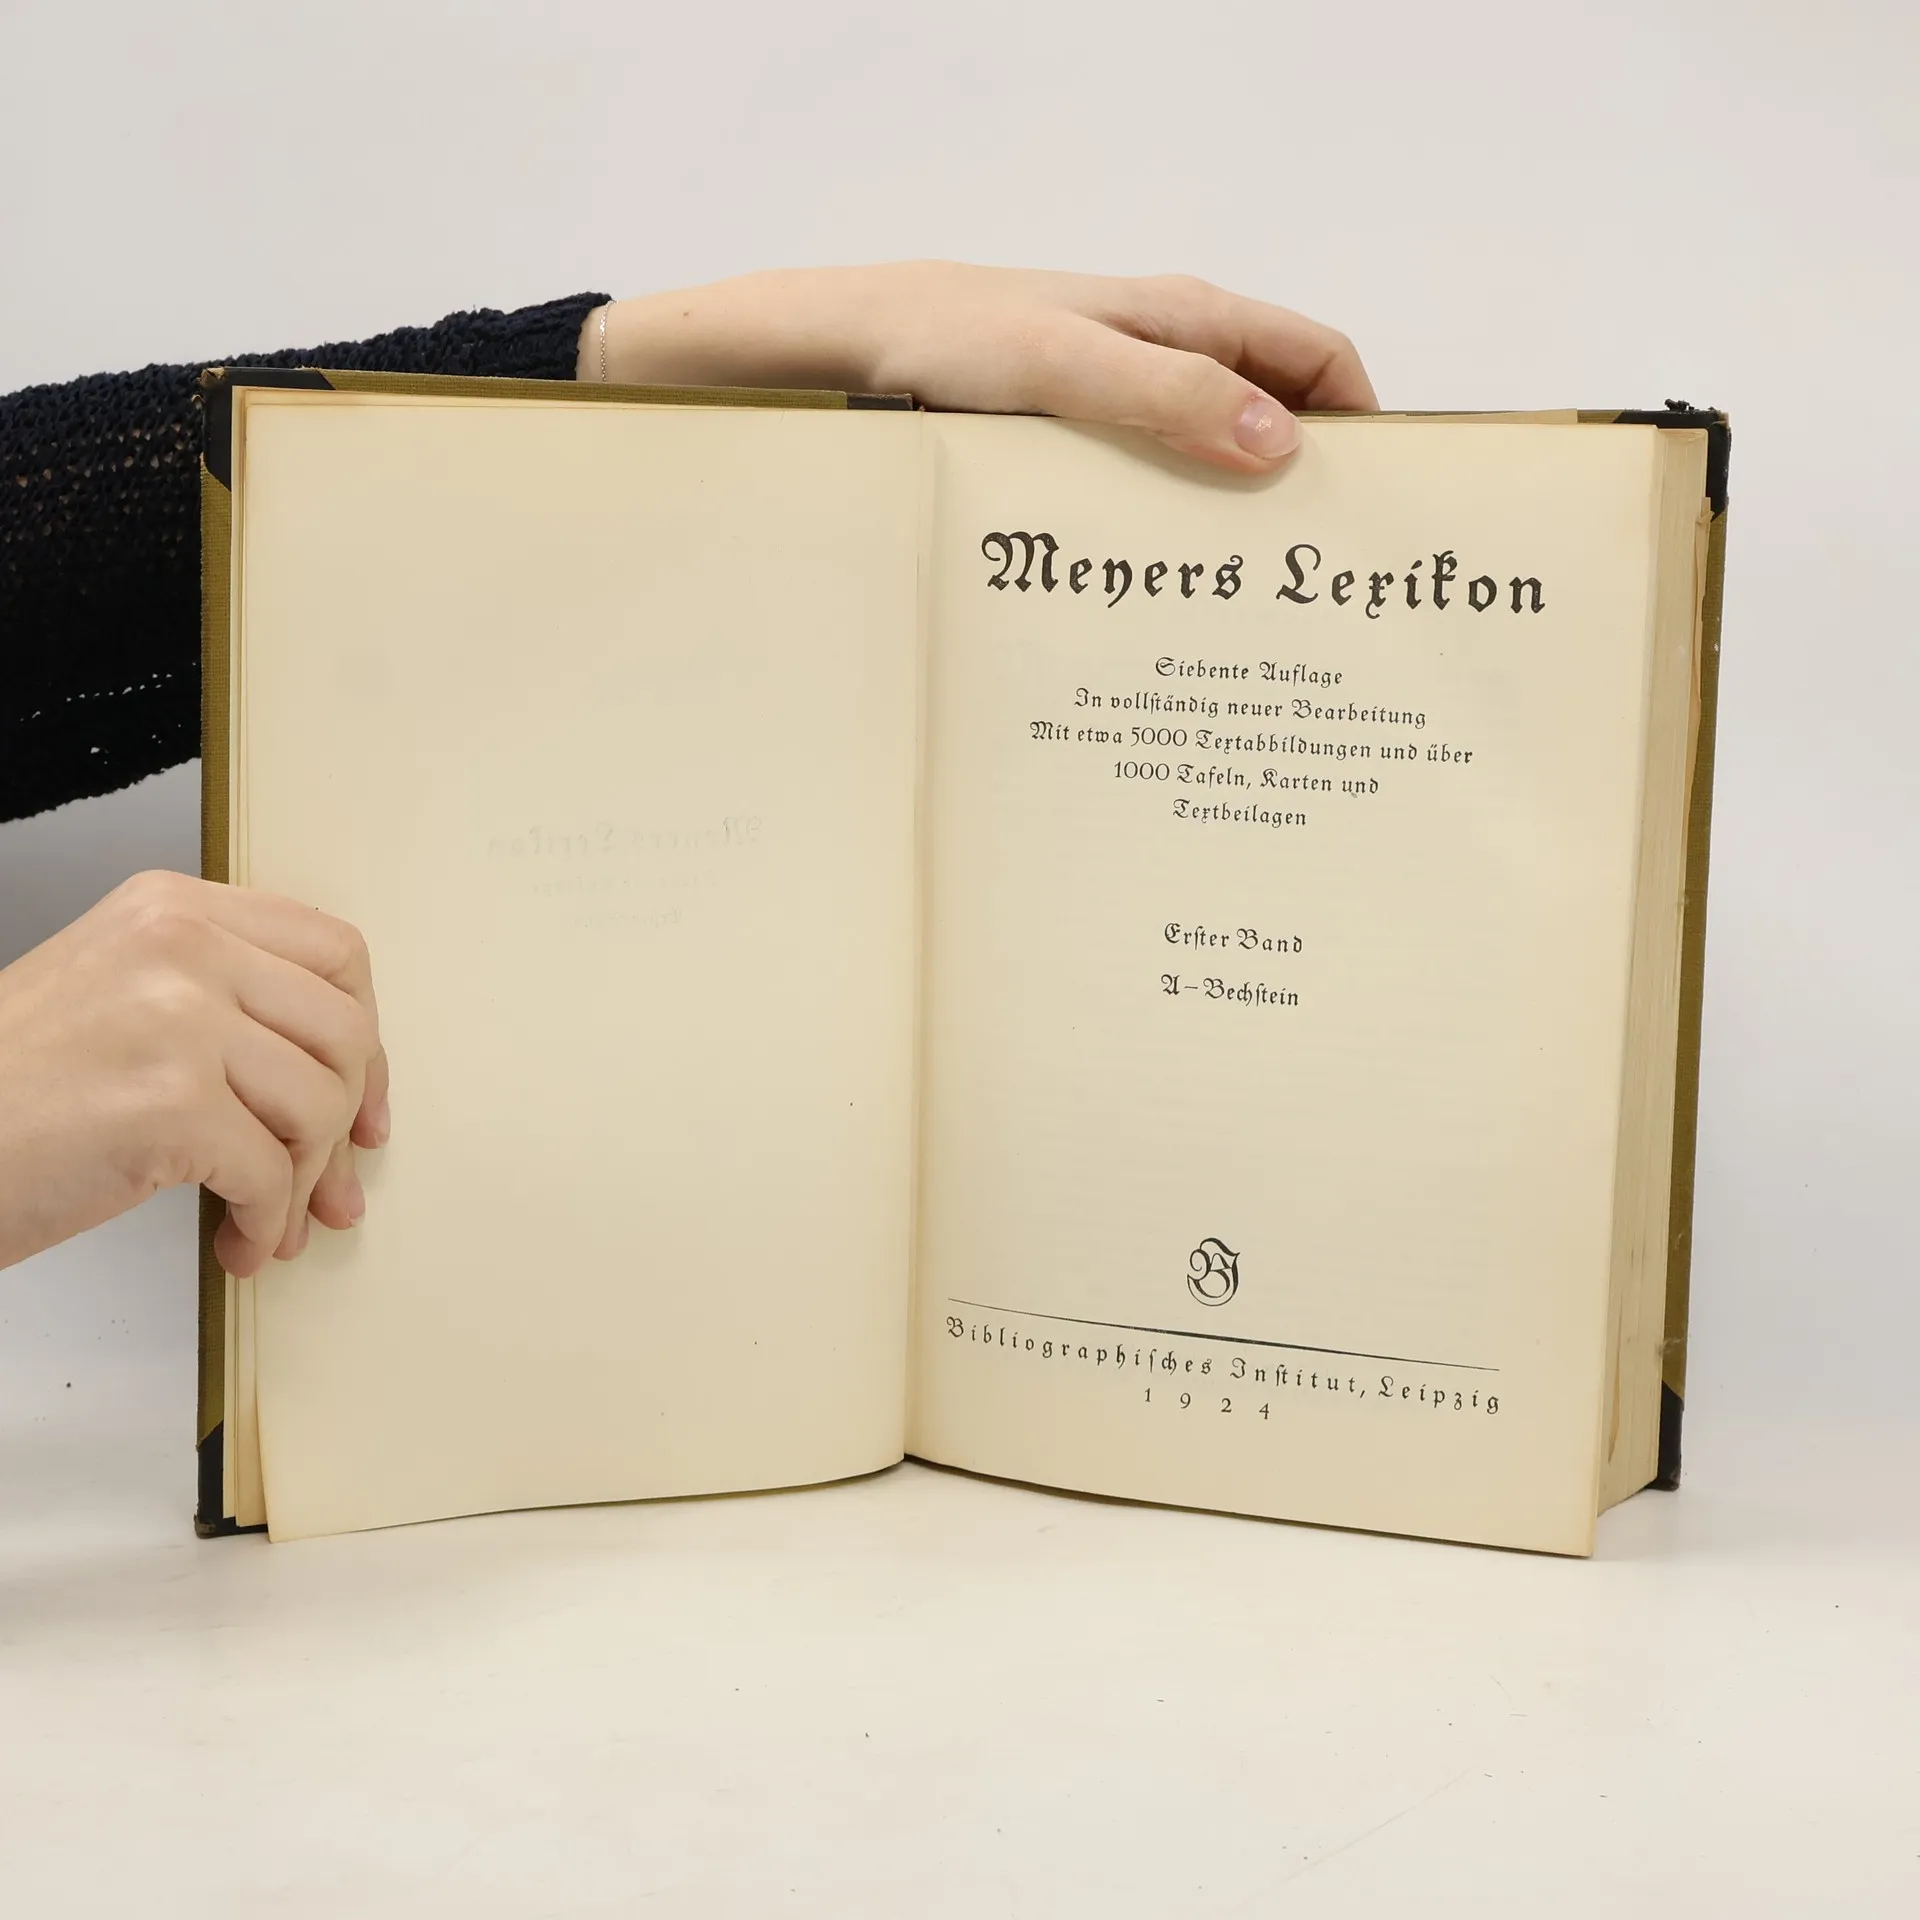 Meyers Lexikon
Siebente Auflage
In vollſtändig neuer Bearbeitung
Mit etwa 5000 Textabbildungen und über
1000 Tafeln, Karten und
Textbeilagen
Erſter Band
A–Bechſtein
BI
Bibliographiſches Inſtitut, Leipzig
1924